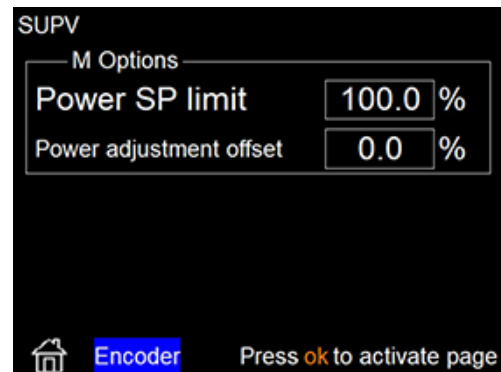 SUPV
M Options
Power SP limit 100.0 %
Power adjustment offset 0.0 %
Encoder Press ok to activate page